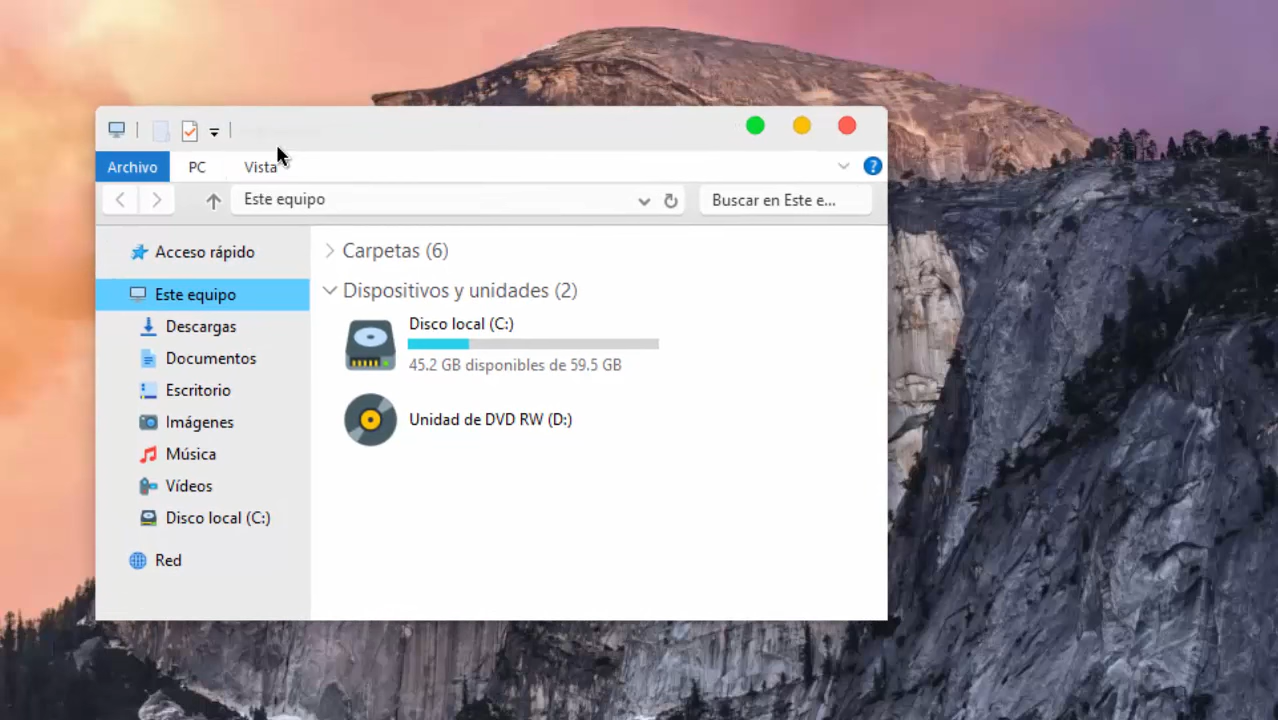 Archivo PC Vista ?
Este equipo Buscar en Este e...
Acceso rápido
Este equipo
Descargas
Documentos
Escritorio
Imágenes
Música
Vídeos
Disco local (C:)
Red
Carpetas (6)
Dispositivos y unidades (2)
Disco local (C:)
45.2 GB disponibles de 59.5 GB
Unidad de DVD RW (D:)